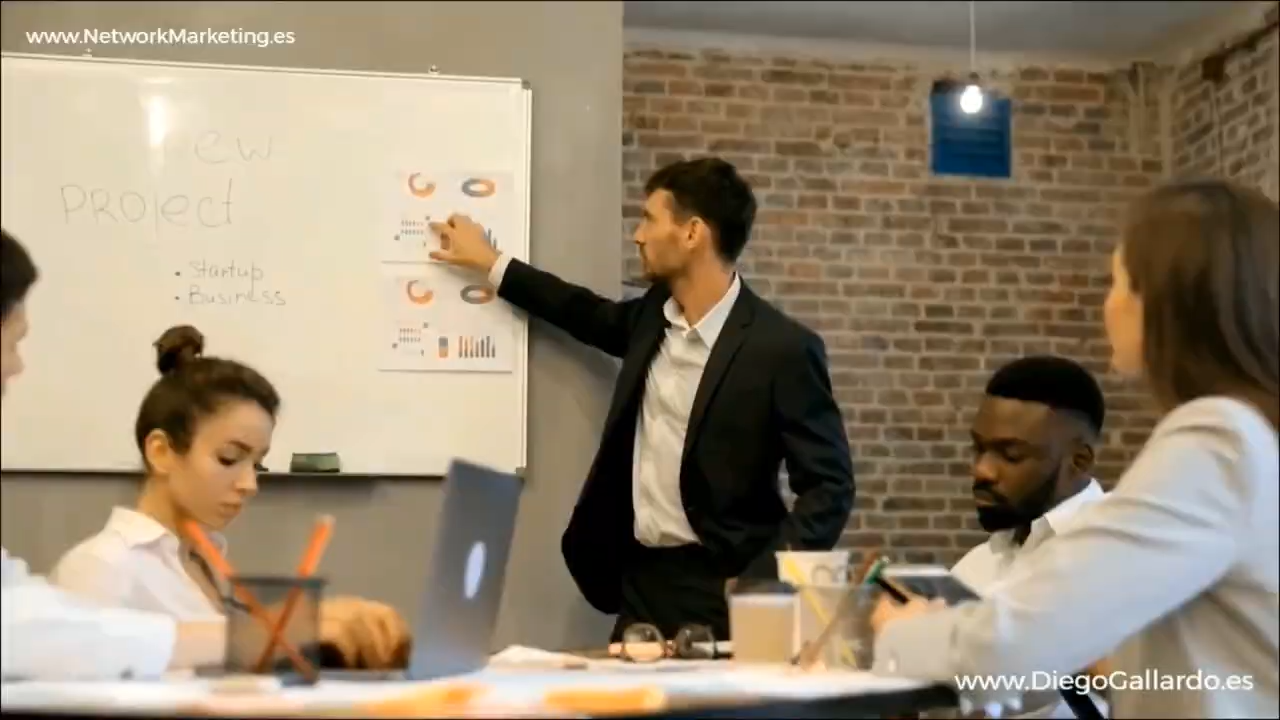 www.NetworkMarketing.es
ew
PROJect
• Startup
• Business
www.DiegoGallardo.es